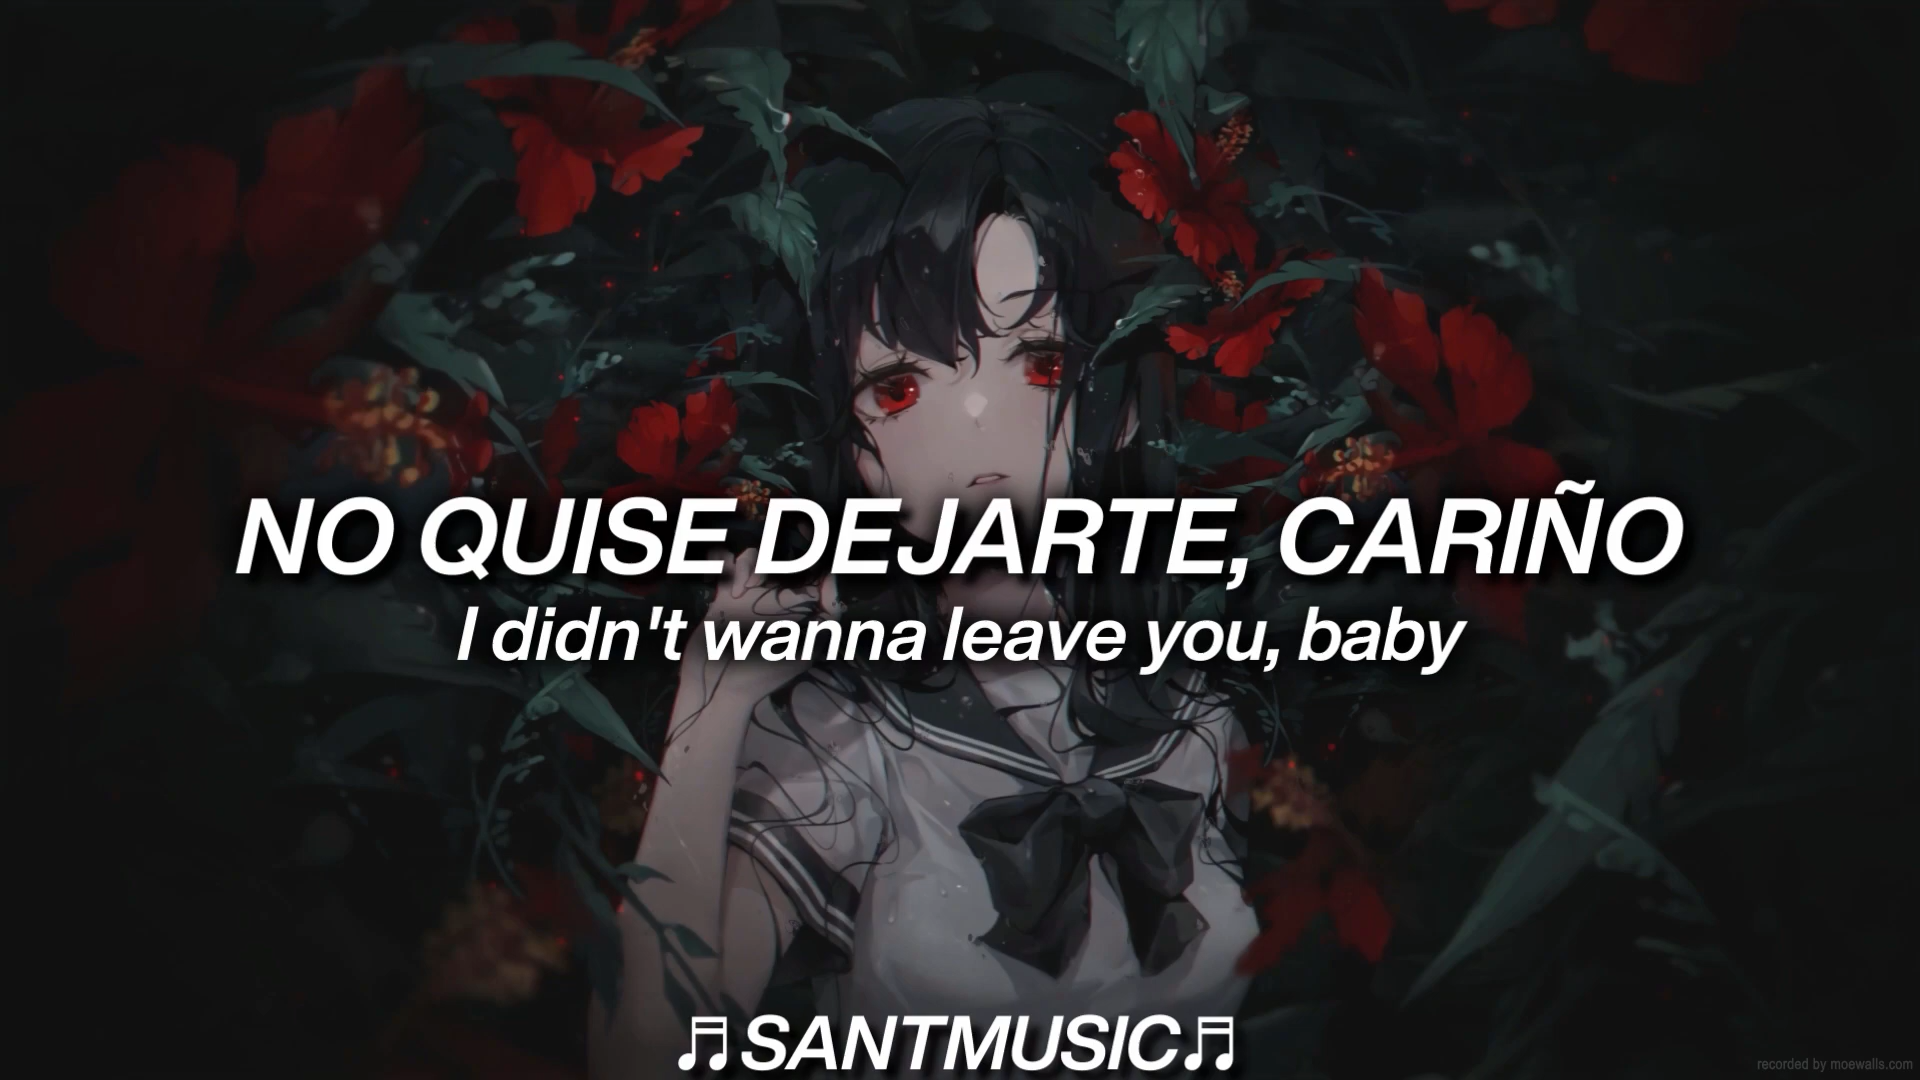 NO QUISE DEJARTE, CARIÑO
I didn't wanna leave you, baby
♬SANTMUSIC♬
recorded by moewalls.com